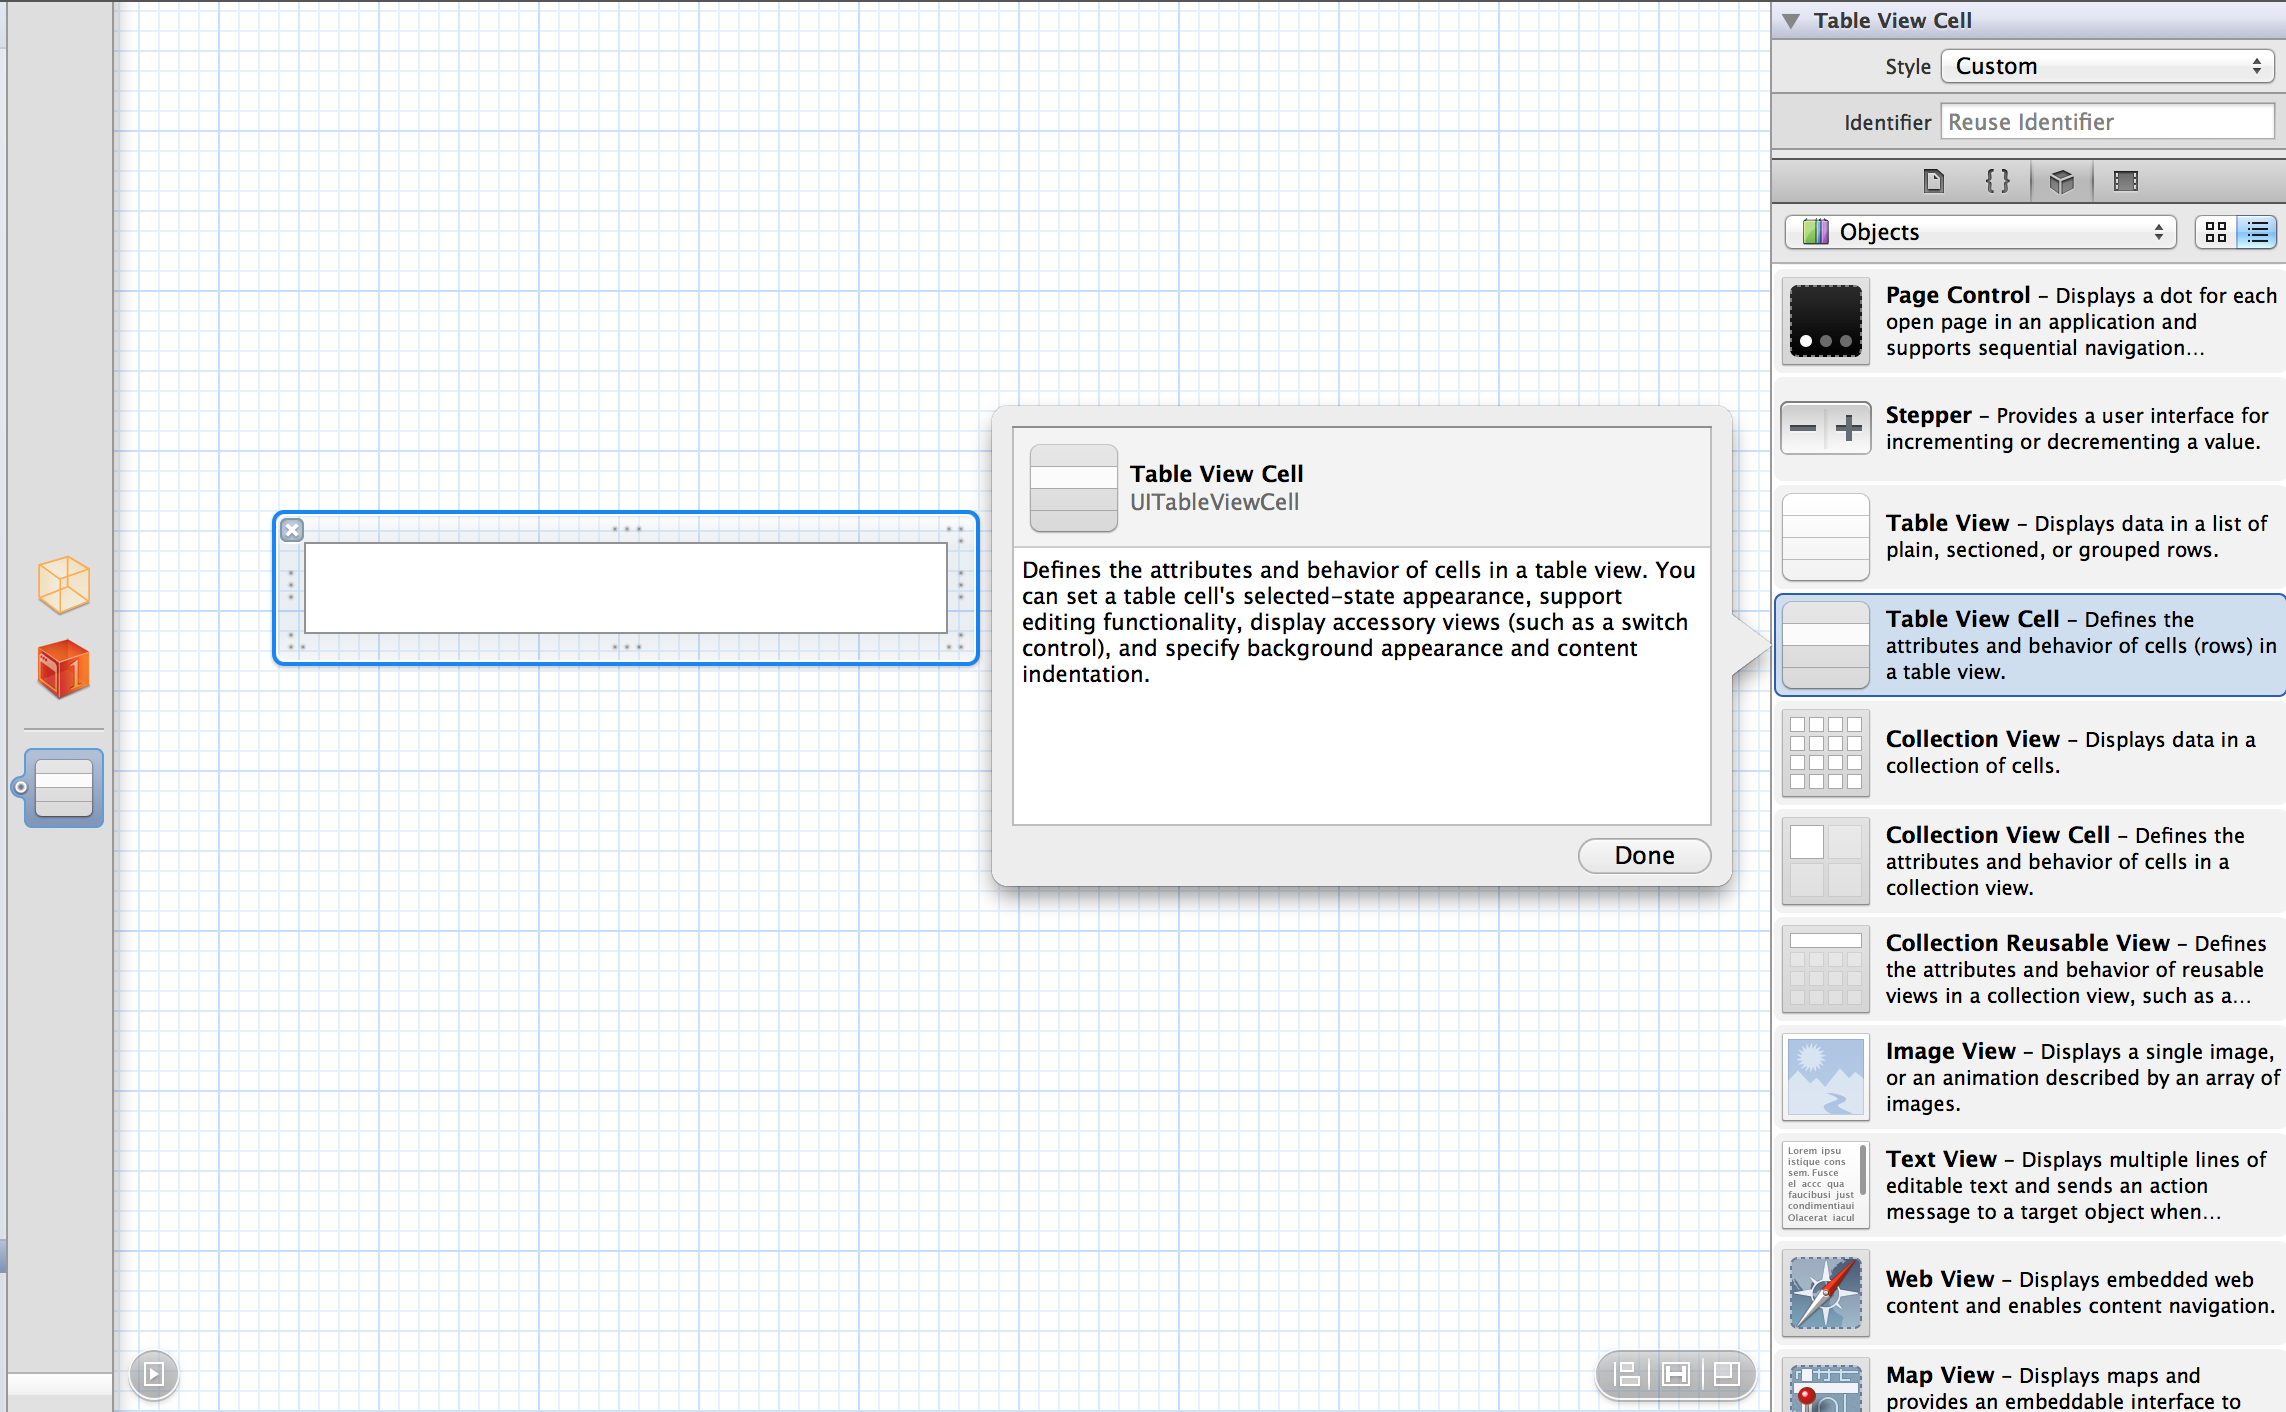 Table View Cell
Style Custom
Identifier Reuse Identifier
{ }
Objects
Page Control – Displays a dot for each
open page in an application and
supports sequential navigation...
Stepper – Provides a user interface for
incrementing or decrementing a value.
Table View – Displays data in a list of
plain, sectioned, or grouped rows.
Table View Cell – Defines the
attributes and behavior of cells (rows) in
a table view.
Collection View – Displays data in a
collection of cells.
Collection View Cell – Defines the
attributes and behavior of cells in a
collection view.
Collection Reusable View – Defines
the attributes and behavior of reusable
views in a collection view, such as a...
Image View – Displays a single image,
or an animation described by an array of
images.
Lorem ipsu
istique cons
sem. Fusce
el accc qua
faucibusi just
condimentiaui
Olacerat iacul
Text View – Displays multiple lines of
editable text and sends an action
message to a target object when...
Web View – Displays embedded web
content and enables content navigation.
Map View – Displays maps and
provides an embeddable interface to
Table View Cell
UITableViewCell
Defines the attributes and behavior of cells in a table view. You
can set a table cell's selected-state appearance, support
editing functionality, display accessory views (such as a switch
control), and specify background appearance and content
indentation.
Done
1